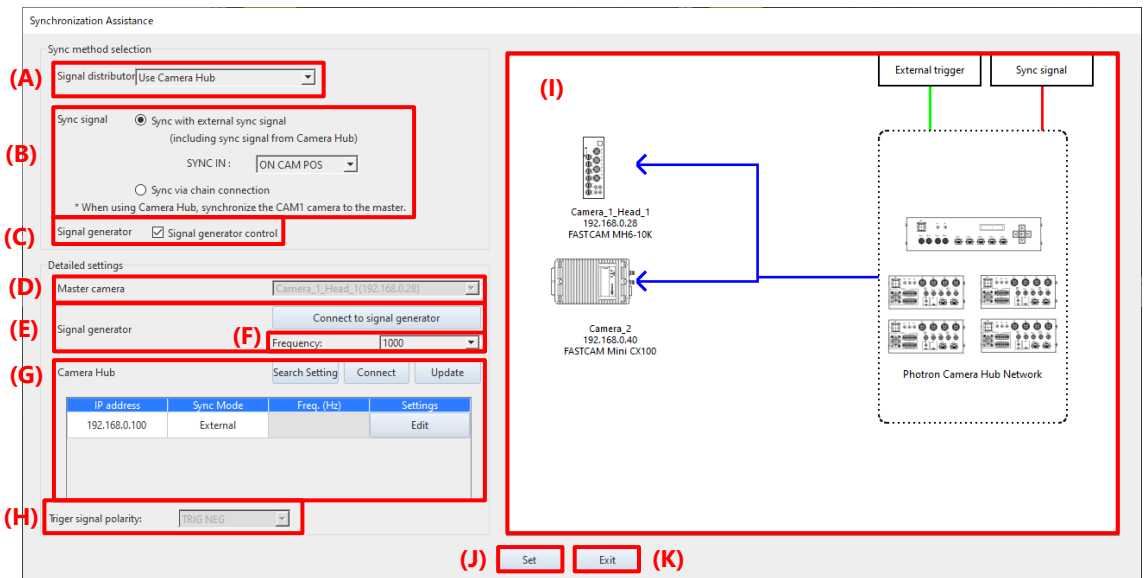 Synchronization Assistance
Sync method selection
(A)
Signal distributor Use Camera Hub
(B)
Sync signal
Sync with external sync signal
(including sync signal from Camera Hub)
SYNC IN : ON CAM POS
Sync via chain connection
* When using Camera Hub, synchronize the CAM1 camera to the master.
(C)
Signal generator Signal generator control
Detailed settings
(D)
Master camera Camera_1_Head_1(192.168.0.28)
(E)
Signal generator
Connect to signal generator
(F)
Frequency: 1000
(G)
Camera Hub Search Setting Connect Update
IP address Sync Mode Freq. (Hz) Settings
192.168.0.100 External Edit
(H)
Triger signal polarity: TRIG NEG
(I)
External trigger Sync signal
Camera_1_Head_1
192.168.0.28
FASTCAM MH6-10K
Camera_2
192.168.0.40
FASTCAM Mini CX100
Photron Camera Hub Network
(J) Set Exit (K)